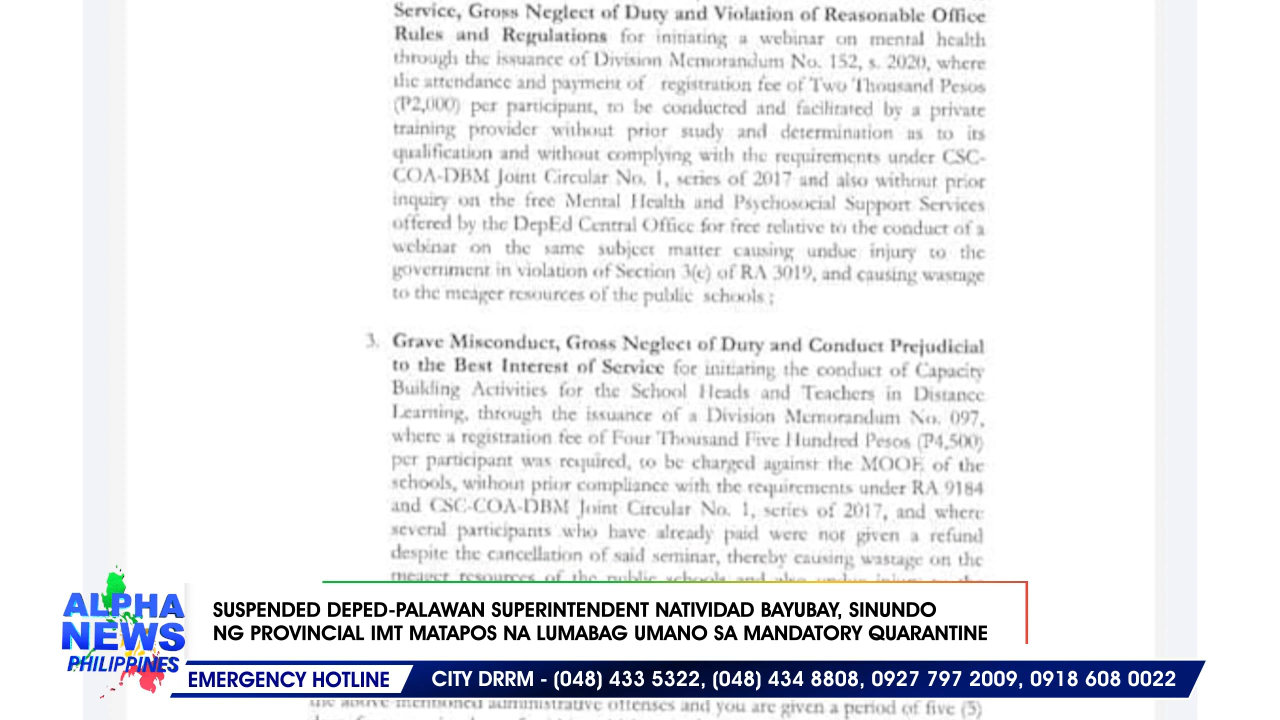 Service, Gross Neglect of Duty and Violation of Reasonable Office
Rules and Regulations for initiating a webinar on mental health
through the issuance of Division Memorandum No. 152, s. 2020, where
the attendance and payment of registration fee of Two Thousand Pesos
(P2,000) per participant, to be conducted and facilitated by a private
training provider without prior study and determination as to its
qualification and without complying with the requirements under CSC-
COA-DBM Joint Circular No. 1, series of 2017 and also without prior
inquiry on the free Mental Health and Psychosocial Support Services
offered by the DepEd Central Office for free relative to the conduct of a
webinar on the same subject matter causing undue injury to the
government in violation of Section 3(e) of RA 3019, and causing wastage
to the meager resources of the public schools ;
3. Grave Misconduct, Gross Neglect of Duty and Conduct Prejudicial
to the Best Interest of Service for initiating the conduct of Capacity
Building Activities for the School Heads and Teachers in Distance
Learning, through the issuance of a Division Memorandum No. 097,
where a registration fee of Four Thousand Five Hundred Pesos (P4,500)
per participant was required, to be charged against the MOOE of the
schools, without prior compliance with the requirements under RA 9184
and CSC-COA-DBM Joint Circular No. 1, series of 2017, and where
several participants who have already paid were not given a refund
despite the cancellation of said seminar, thereby causing wastage on the
meager resources of the public schools and also undue injury to the
SUSPENDED DEPED-PALAWAN SUPERINTENDENT NATIVIDAD BAYUBAY, SINUNDO
NG PROVINCIAL IMT MATAPOS NA LUMABAG UMANO SA MANDATORY QUARANTINE
ALPHA
NEWS
PHILIPPINES
EMERGENCY HOTLINE
CITY DRRM - (048) 433 5322, (048) 434 8808, 0927 797 2009, 0918 608 0022
the above mentioned administrative offenses and you are given a period of five (5)